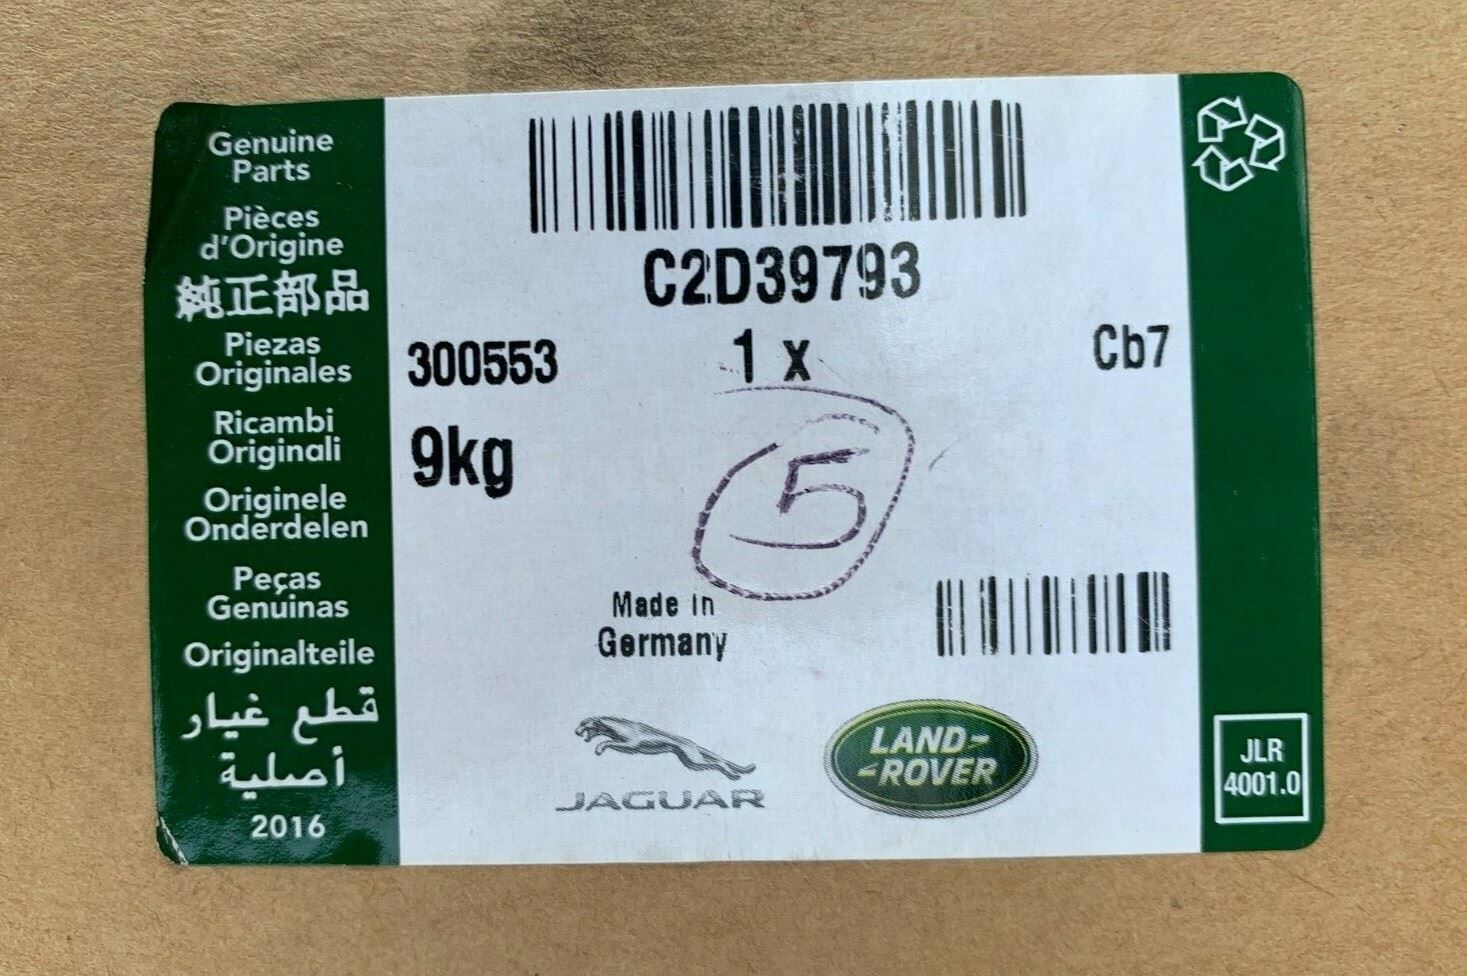 Genuine
Parts
Pièces
d'Origine
純正部品
Piezas
Originales
Ricambi
Originali
Originele
Onderdelen
Peças
Genuinas
Originalteile
قطع غيار
أصلية
2016
C2D39793
300553 1 x Cb7
9kg
5
Made in
Germany
JAGUAR
LAND-
-ROVER
JLR
4001.0